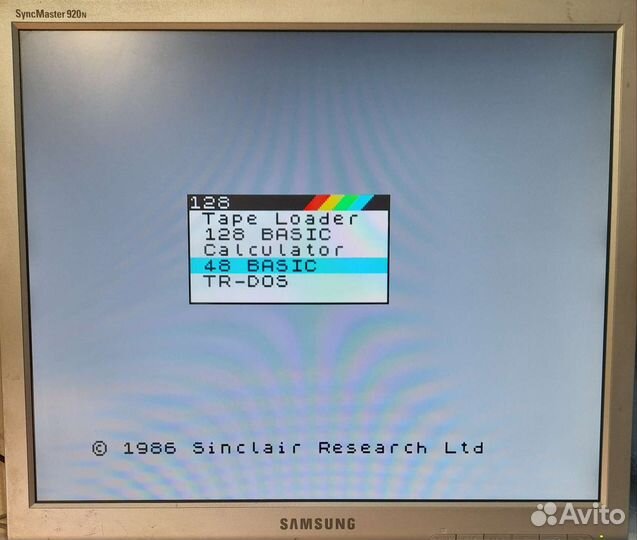 SyncMaster 920N
128
Tape Loader
128 BASIC
Calculator
48 BASIC
TR-DOS
© 1986 Sinclair Research Ltd
SAMSUNG
Avito